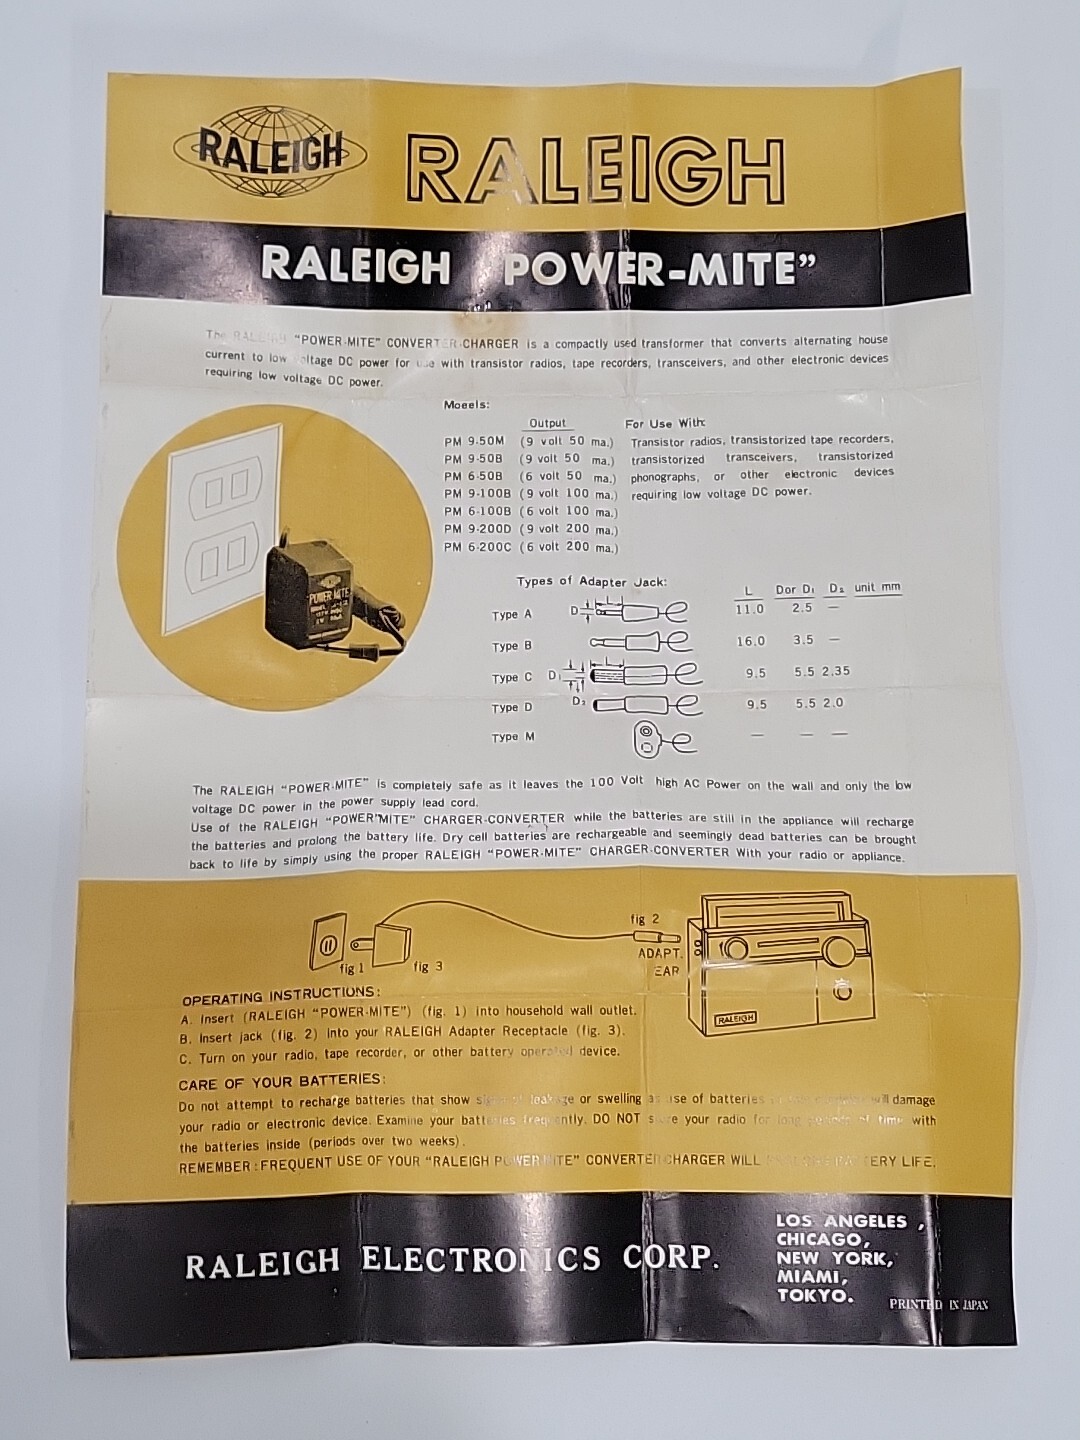 RALEIGH
RALEIGH
RALEIGH POWER-MITE”
The RALEIGH “POWER-MITE” CONVERTER-CHARGER is a compactly used transformer that converts alternating house
current to low voltage DC power for use with transistor radios, tape recorders, transceivers, and other electronic devices
requiring low voltage DC power.
Moeels:
Output For Use With:
PM 9-50M (9 volt 50 ma.) Transistor radios, transistorized tape recorders,
PM 9-50B (9 volt 50 ma.) transistorized transceivers, transistorized
PM 6-50B (6 volt 50 ma.) phonographs, or other electronic devices
PM 9-100B (9 volt 100 ma.) requiring low voltage DC power.
PM 6-100B (6 volt 100 ma.)
PM 9-200D (9 volt 200 ma.)
PM 6-200C (6 volt 200 ma.)
POWER MITE
Types of Adapter Jack: L Dor D₁ D₂ unit mm
Type A D L 11.0 2.5 —
Type B 16.0 3.5 —
Type C D₁ L 9.5 5.5 2.35
Type D D₂ 9.5 5.5 2.0
Type M — — —
The RALEIGH “POWER-MITE” is completely safe as it leaves the 100 Volt high AC Power on the wall and only the low
voltage DC power in the power supply lead cord.
Use of the RALEIGH “POWER”MITE” CHARGER-CONVERTER while the batteries are still in the appliance will recharge
the batteries and prolong the battery life. Dry cell batteries are rechargeable and seemingly dead batteries can be brought
back to life by simply using the proper RALEIGH “POWER-MITE” CHARGER-CONVERTER With your radio or appliance.
fig 2
ADAPT.
EAR
fig 1 fig 3
RALEIGH
OPERATING INSTRUCTIONS:
A. Insert (RALEIGH “POWER-MITE”) (fig. 1) into household wall outlet.
B. Insert jack (fig. 2) into your RALEIGH Adapter Receptacle (fig. 3).
C. Turn on your radio, tape recorder, or other battery operated device.
CARE OF YOUR BATTERIES:
Do not attempt to recharge batteries that show signs of leakage or swelling as use of batteries will damage
your radio or electronic device. Examine your batteries frequently. DO NOT store your radio for long periods of time with
the batteries inside (periods over two weeks).
REMEMBER: FREQUENT USE OF YOUR “RALEIGH POWER-MITE” CONVERTER CHARGER WILL BATTERY LIFE.
RALEIGH ELECTRONICS CORP.
LOS ANGELES,
CHICAGO,
NEW YORK,
MIAMI,
TOKYO.
PRINTED IN JAPAN